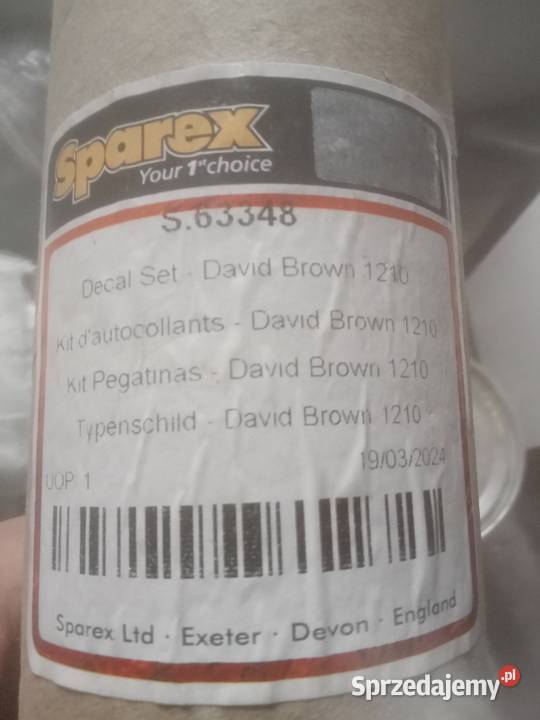 Sparex
Your 1st choice
S.63348
Decal Set - David Brown 1210
Kit d'autocollants - David Brown 1210
Kit Pegatinas - David Brown 1210
Typenschild - David Brown 1210
19/03/2024
UOP 1
Sparex Ltd · Exeter · Devon · England
Sprzedajemy.pl